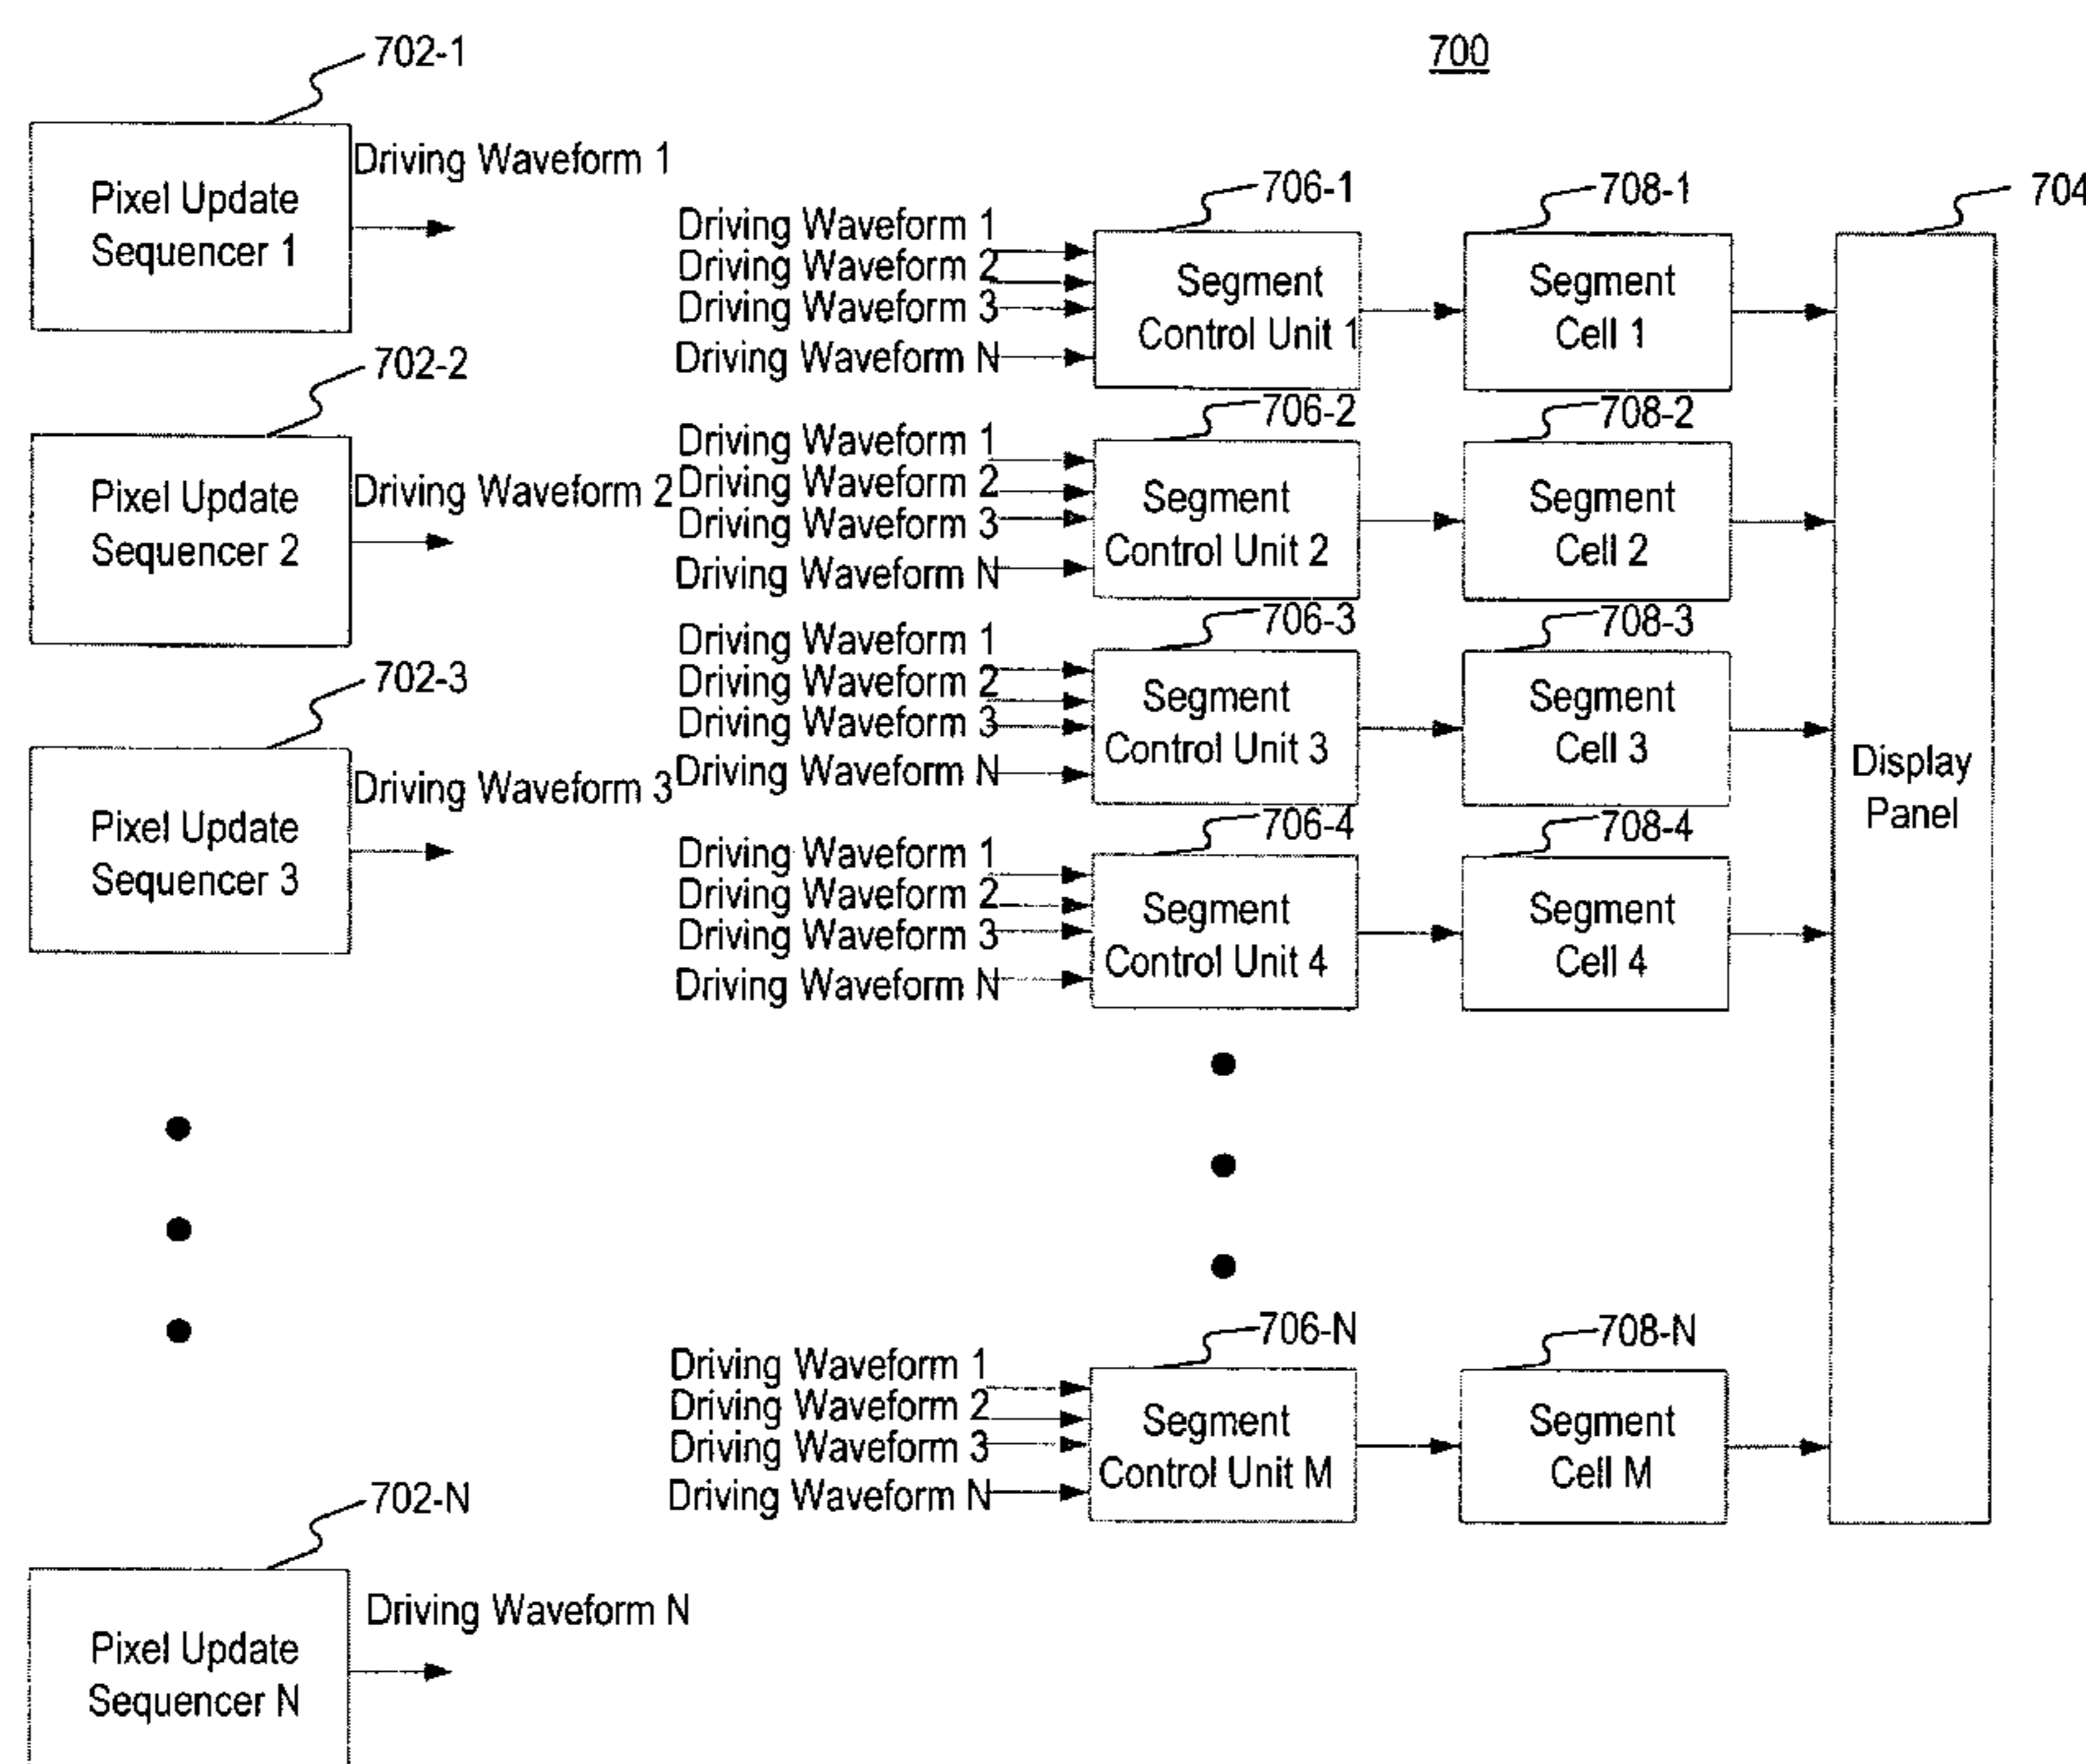 700
702-1
Pixel Update
Sequencer 1
Driving Waveform 1
702-2
Pixel Update
Sequencer 2
Driving Waveform 2
702-3
Pixel Update
Sequencer 3
Driving Waveform 3
702-N
Pixel Update
Sequencer N
Driving Waveform N
Driving Waveform 1
Driving Waveform 2
Driving Waveform 3
Driving Waveform N
706-1
Segment
Control Unit 1
708-1
Segment
Cell 1
Driving Waveform 1
Driving Waveform 2
Driving Waveform 3
Driving Waveform N
706-2
Segment
Control Unit 2
708-2
Segment
Cell 2
Driving Waveform 1
Driving Waveform 2
Driving Waveform 3
Driving Waveform N
706-3
Segment
Control Unit 3
708-3
Segment
Cell 3
Driving Waveform 1
Driving Waveform 2
Driving Waveform 3
Driving Waveform N
706-4
Segment
Control Unit 4
708-4
Segment
Cell 4
Driving Waveform 1
Driving Waveform 2
Driving Waveform 3
Driving Waveform N
706-N
Segment
Control Unit M
708-N
Segment
Cell M
704
Display
Panel